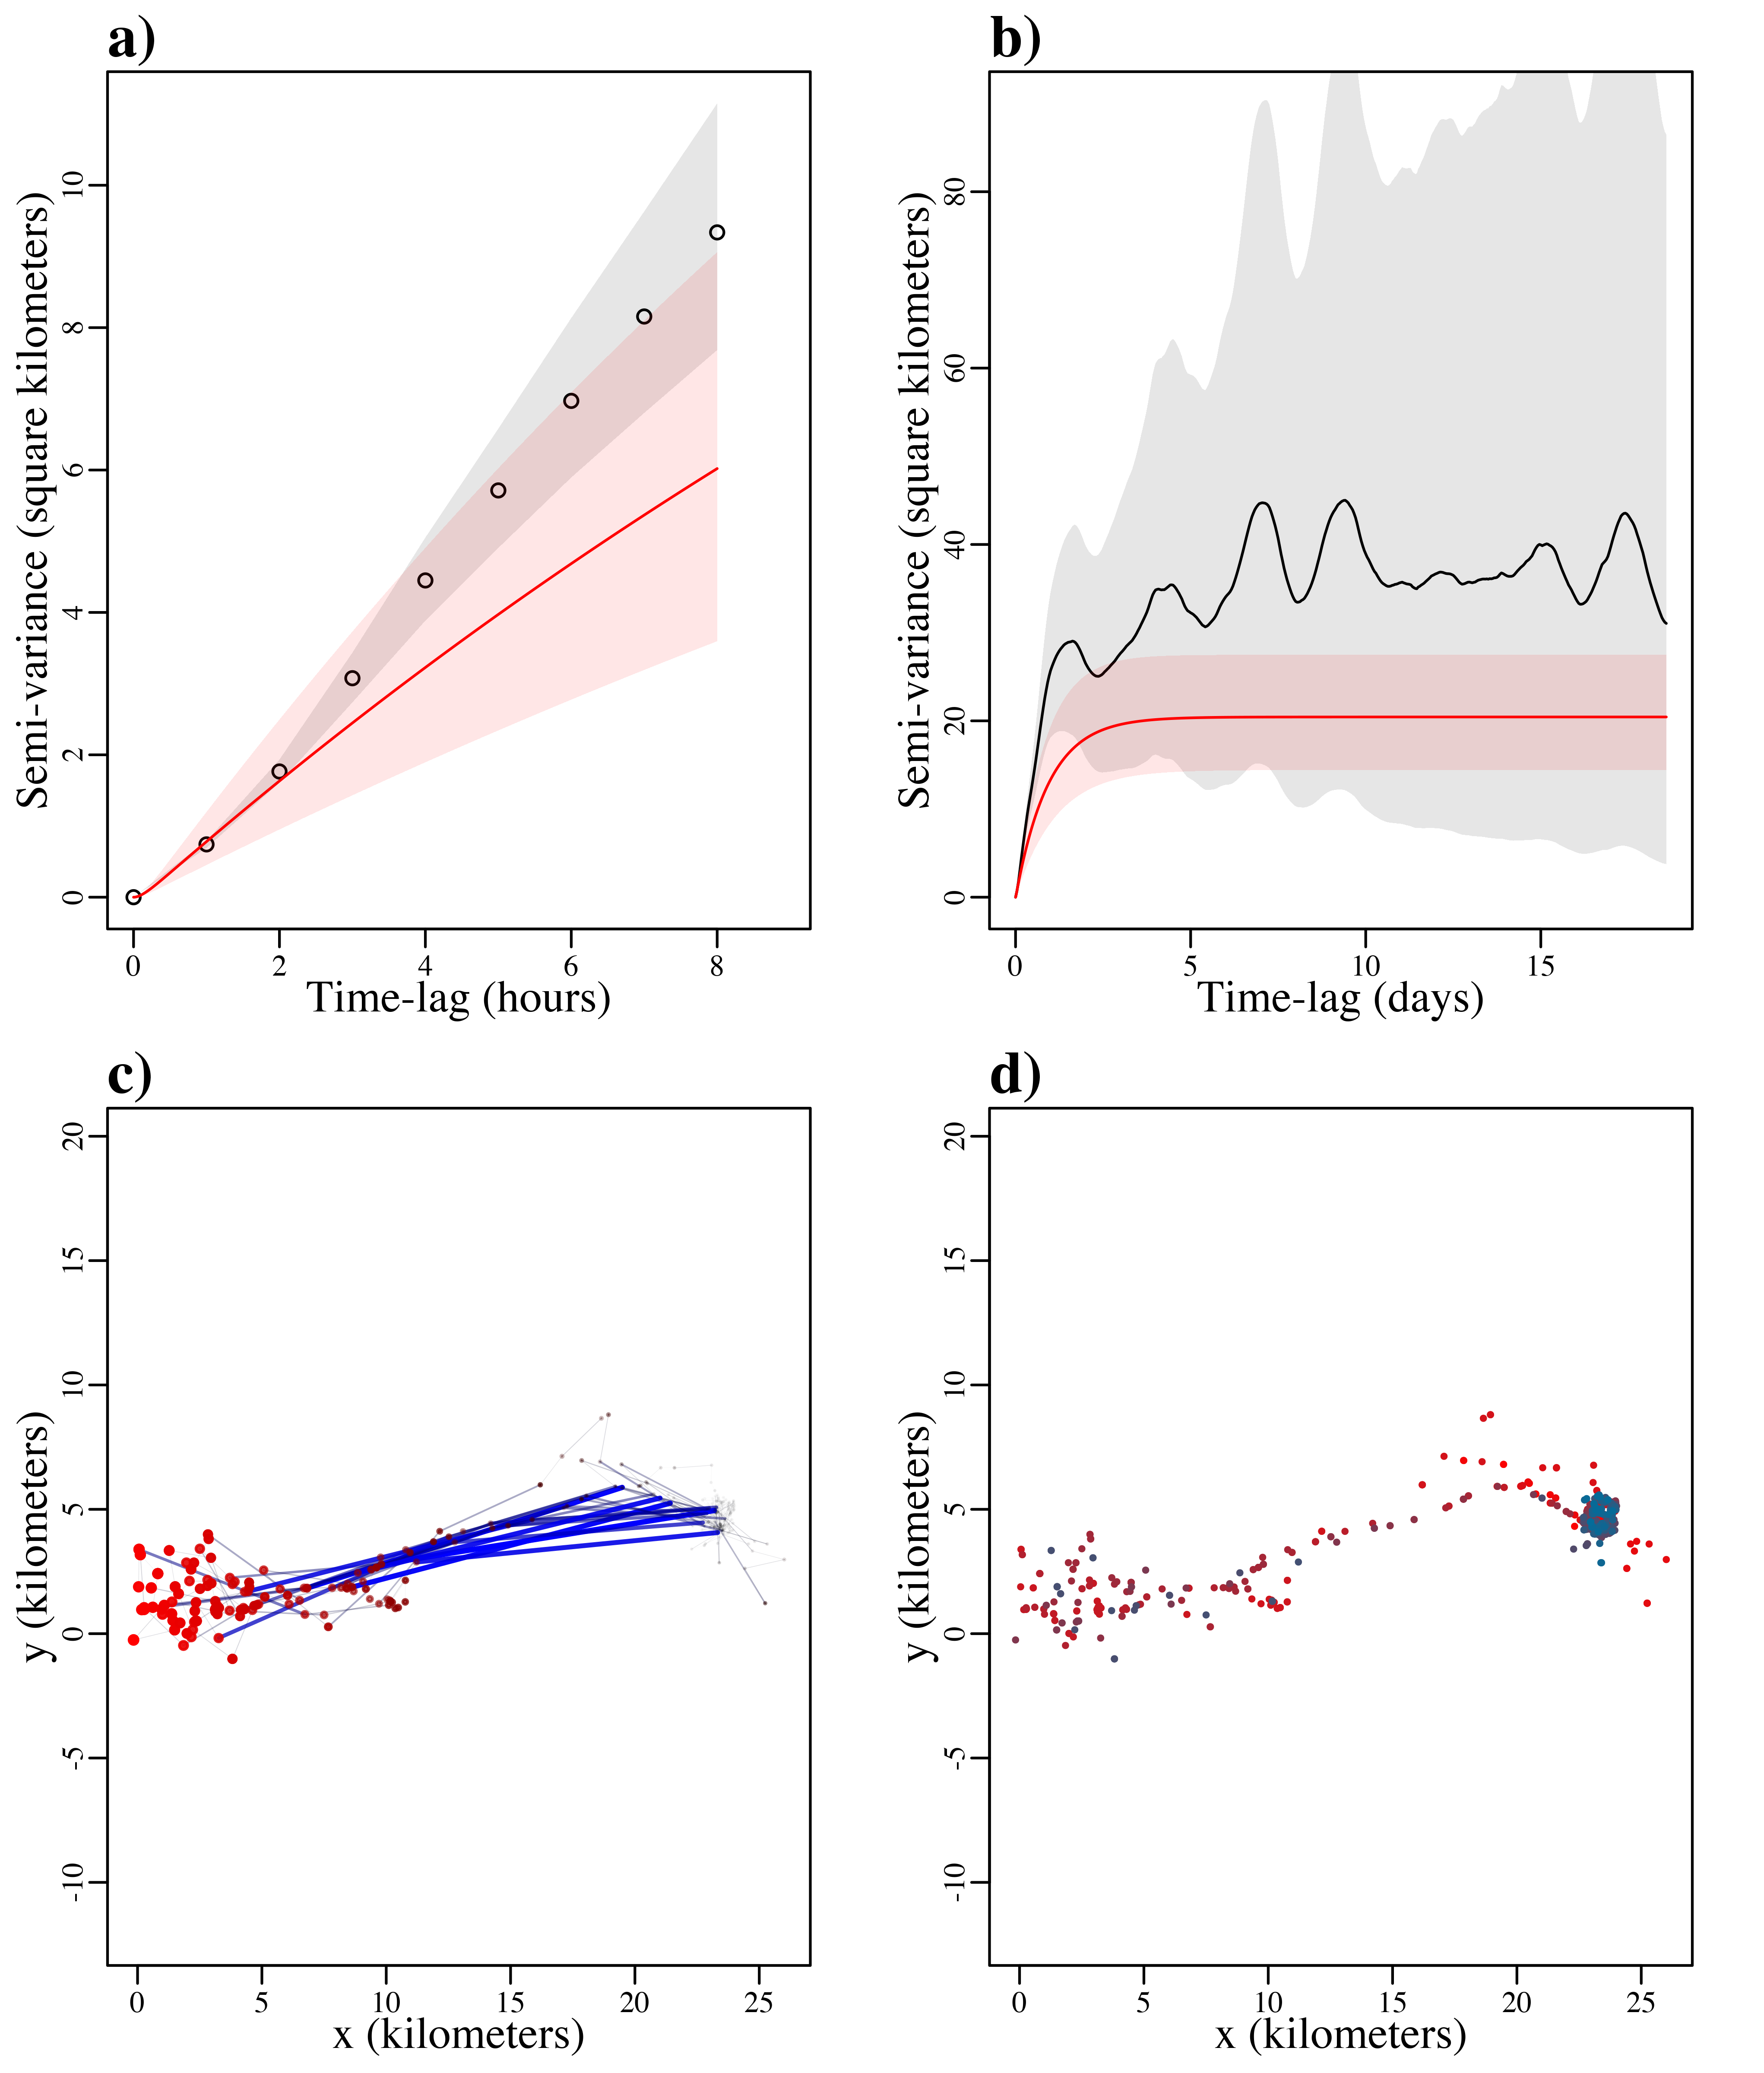 a)
Semi-variance (square kilometers)
10
8
6
4
2
0
0 2 4 6 8
Time-lag (hours)
b)
Semi-variance (square kilometers)
80
60
40
20
0
0 5 10 15
Time-lag (days)
c)
y (kilometers)
20
15
10
5
0
-5
-10
0 5 10 15 20 25
x (kilometers)
d)
y (kilometers)
20
15
10
5
0
-5
-10
0 5 10 15 20 25
x (kilometers)